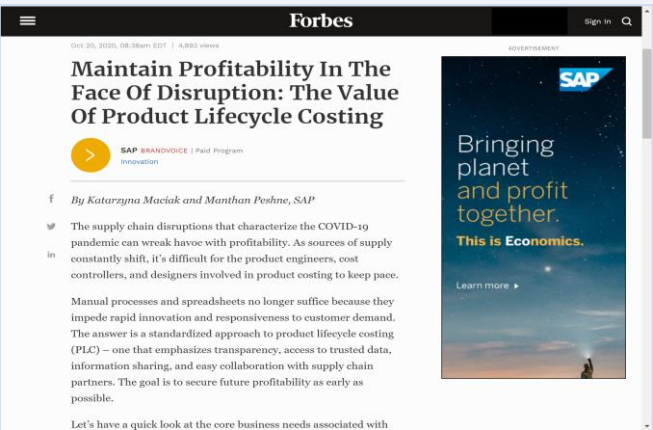 Forbes
Sign In
Oct 20, 2020, 08:38am EDT | 4,893 views
Maintain Profitability In The
Face Of Disruption: The Value
Of Product Lifecycle Costing
SAP BRANDVOICE | Paid Program
Innovation
By Katarzyna Maciak and Manthan Peshne, SAP
The supply chain disruptions that characterize the COVID-19
pandemic can wreak havoc with profitability. As sources of supply
constantly shift, it's difficult for the product engineers, cost
controllers, and designers involved in product costing to keep pace.
Manual processes and spreadsheets no longer suffice because they
impede rapid innovation and responsiveness to customer demand.
The answer is a standardized approach to product lifecycle costing
(PLC) – one that emphasizes transparency, access to trusted data,
information sharing, and easy collaboration with supply chain
partners. The goal is to secure future profitability as early as
possible.
Let's have a quick look at the core business needs associated with
ADVERTISEMENT
SAP
Bringing
planet
and profit
together.
This is Economics.
Learn more